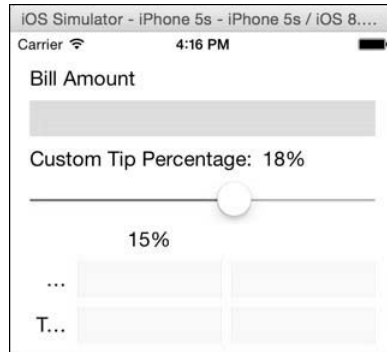 iOS Simulator - iPhone 5s - iPhone 5s / iOS 8....
Carrier 4:16 PM
Bill Amount
Custom Tip Percentage: 18%
15%
...
T...